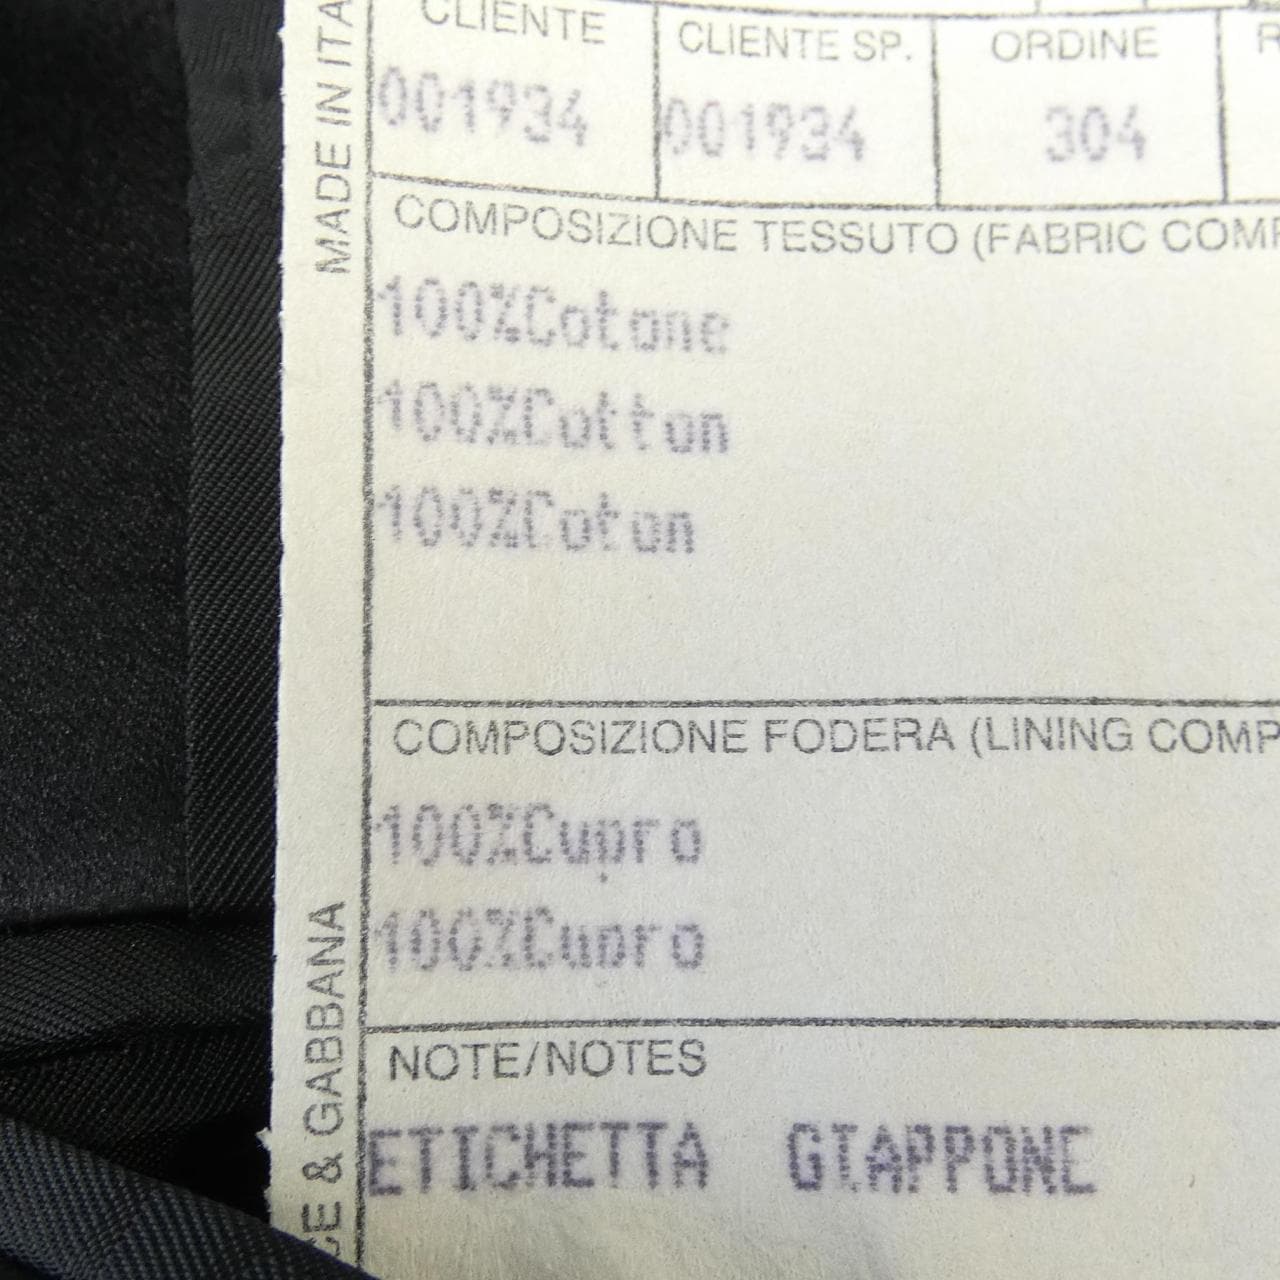 MADE IN ITA
CLIENTE
CLIENTE SP.
ORDINE
R
001934
001934
304
COMPOSIZIONE TESSUTO (FABRIC COMP
100%Cotone
100%Cotton
100%Coton
COMPOSIZIONE FODERA (LINING COMP
100%Cupro
100%Cupro
NOTE/NOTES
ETICHETTA GIAPPONE
CE & GABBANA